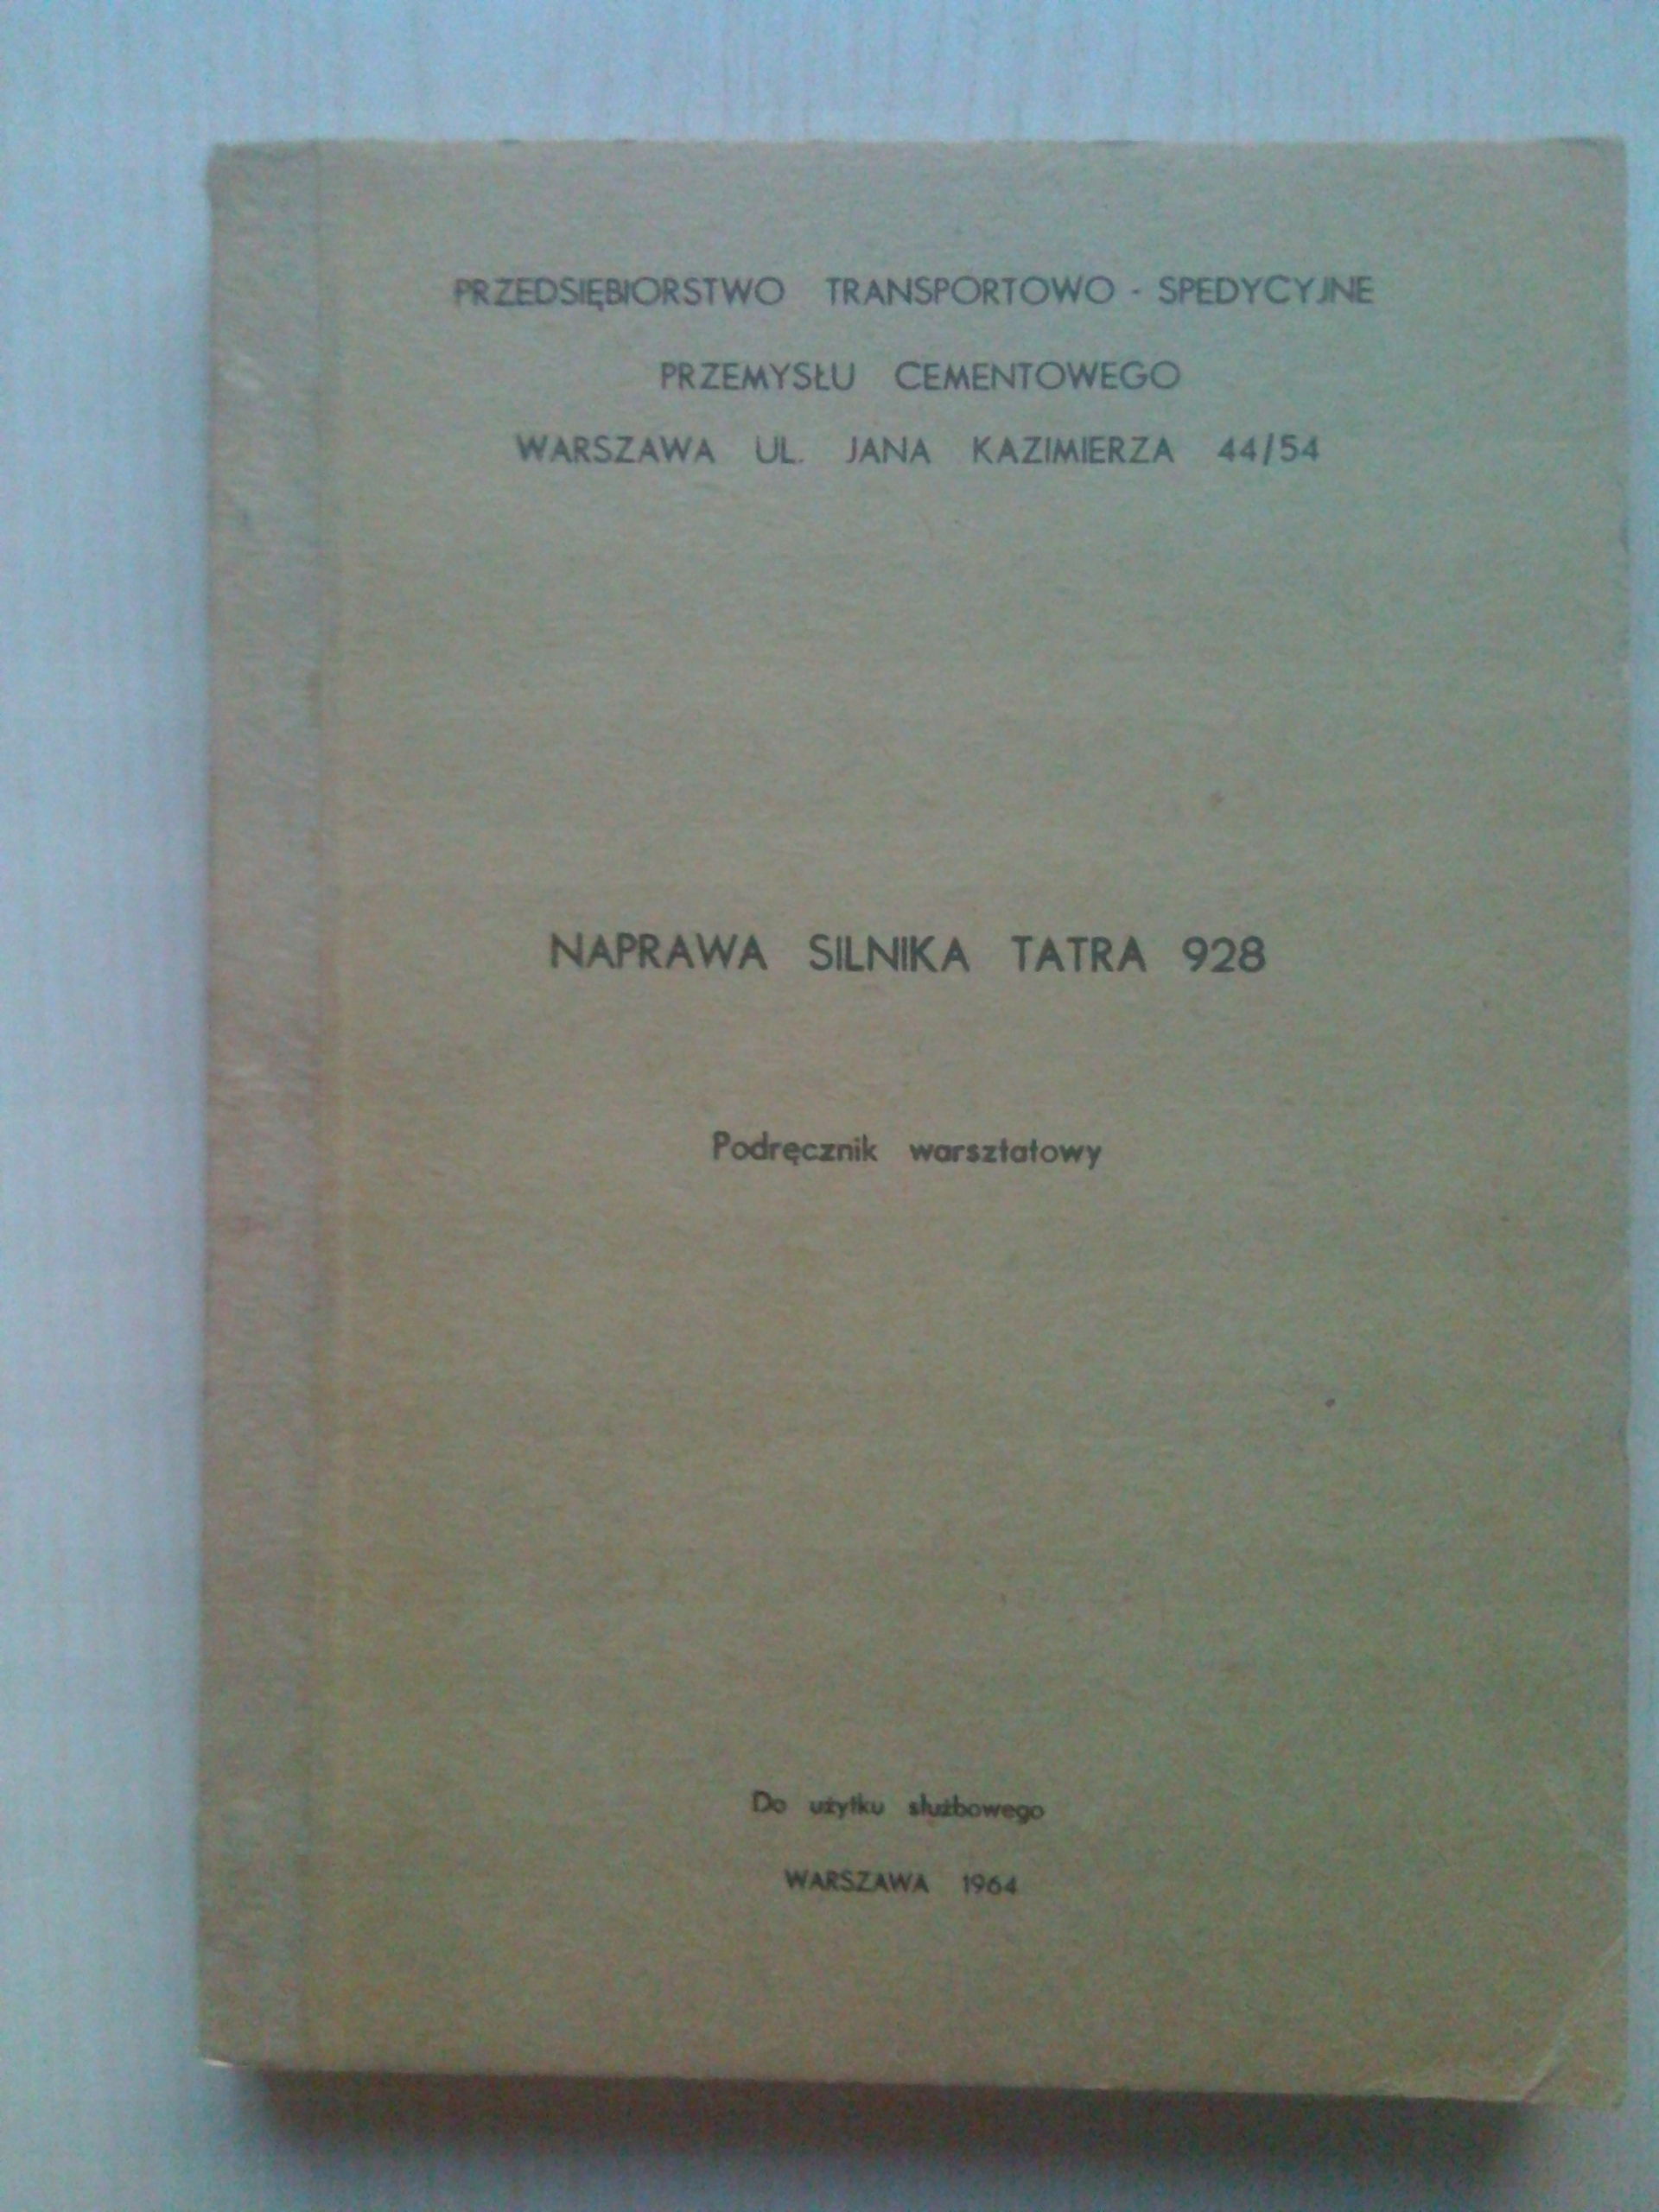 PRZEDSIĘBIORSTWO TRANSPORTOWO - SPEDYCYJNE
PRZEMYSŁU CEMENTOWEGO
WARSZAWA UL. JANA KAZIMIERZA 44/54
NAPRAWA SILNIKA TATRA 928
Podręcznik warsztatowy
Do użytku służbowego
WARSZAWA 1964